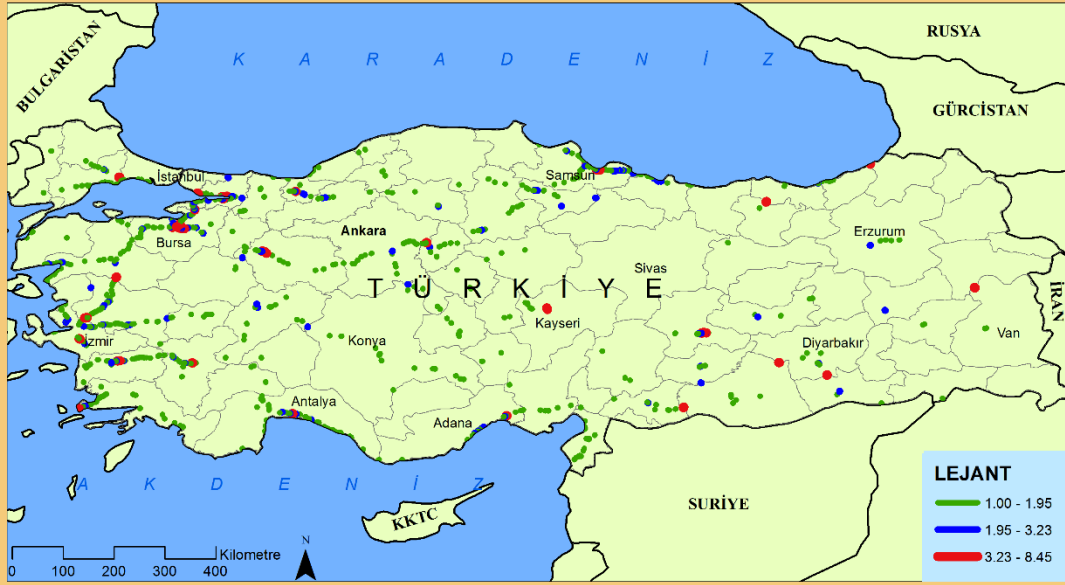 RUSYA
BULGARİSTAN
K A R A D E N İ Z
GÜRCİSTAN
İstanbul
Samsun
Bursa
Ankara
Erzurum
Sivas
T Ü R K İ Y E
İRAN
Kayseri
İzmir
Konya
Diyarbakır
Van
Antalya
Adana
A K D E N İ Z
KKTC
SURİYE
LEJANT
1.00 - 1.95
1.95 - 3.23
3.23 - 8.45
N
Kilometre
0 100 200 300 400